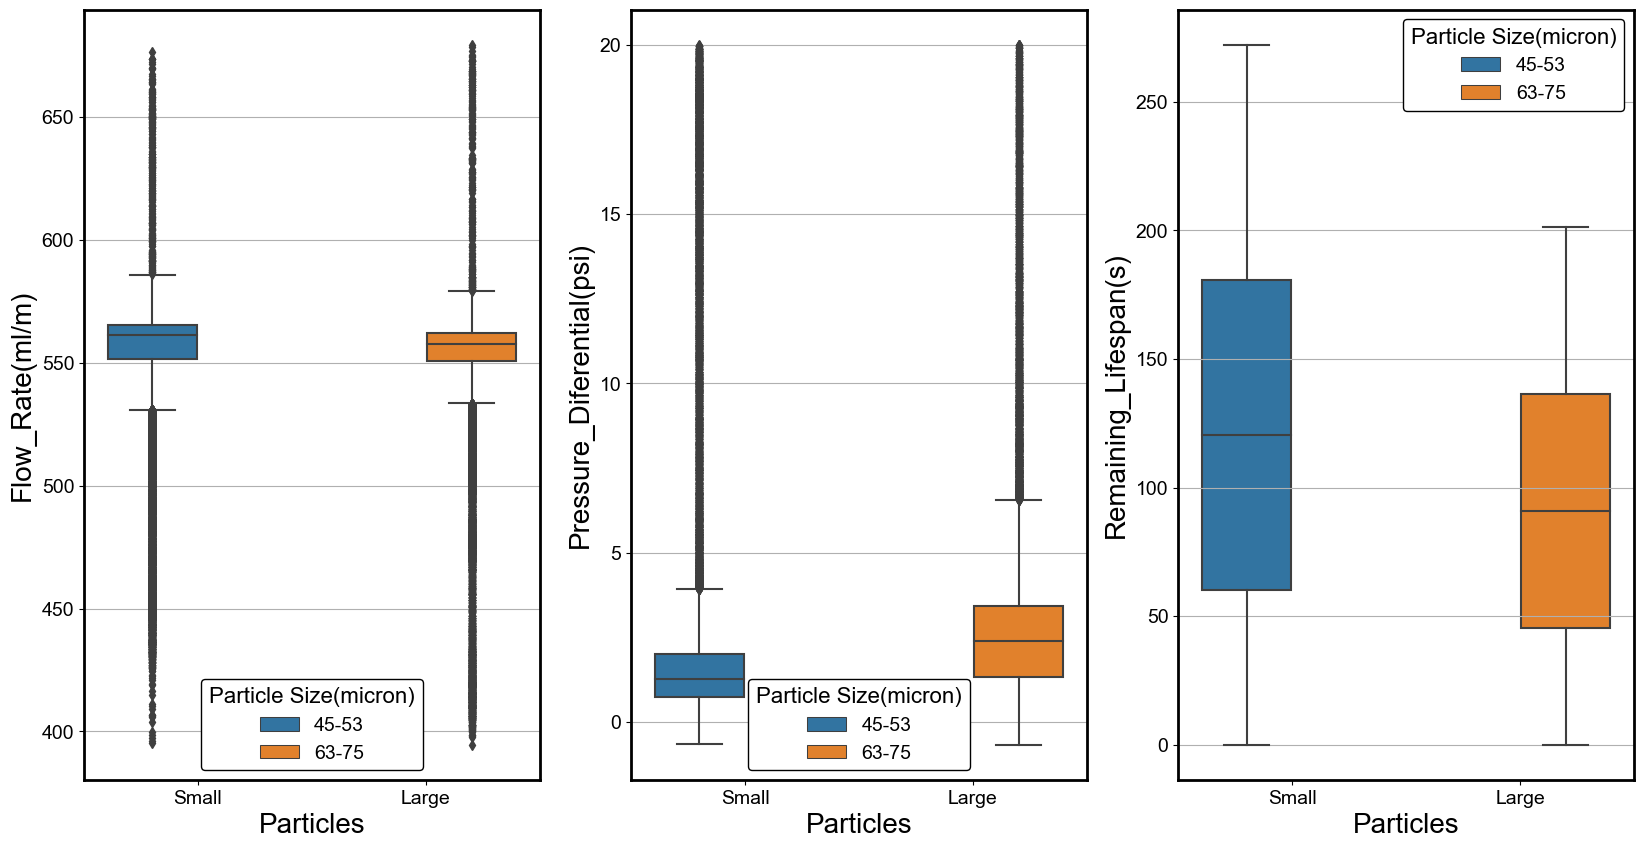 Flow_Rate(ml/m)
650
600
550
500
450
400
Particle Size(micron)
45-53
63-75
Small
Large
Particles
Pressure_Diferential(psi)
20
15
10
5
0
Particle Size(micron)
45-53
63-75
Small
Large
Particles
Remaining_Lifespan(s)
250
200
150
100
50
0
Particle Size(micron)
45-53
63-75
Small
Large
Particles